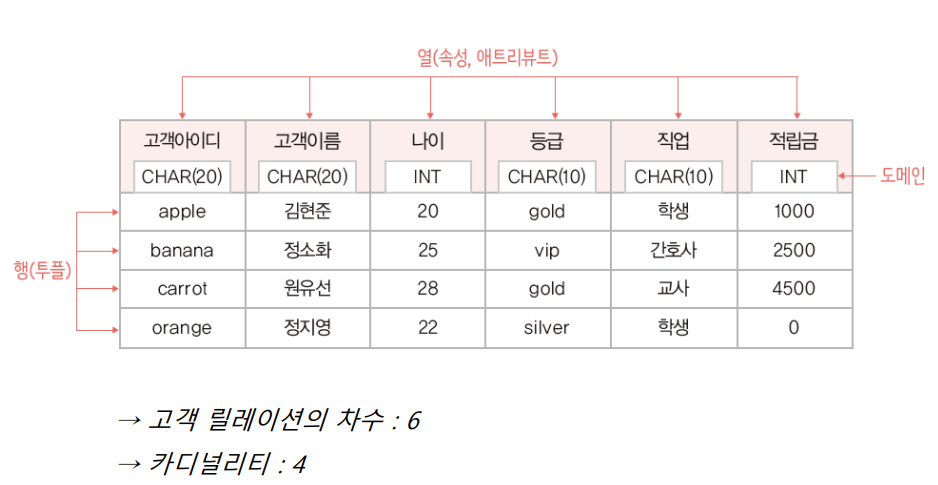 열(속성, 애트리뷰트)
고객아이디 고객이름 나이 등급 직업 적립금
CHAR(20) CHAR(20) INT CHAR(10) CHAR(10) INT
도메인
apple 김현준 20 gold 학생 1000
banana 정소화 25 vip 간호사 2500
행(투플)
carrot 원유선 28 gold 교사 4500
orange 정지영 22 silver 학생 0
→ 고객 릴레이션의 차수 : 6
→ 카디널리티 : 4